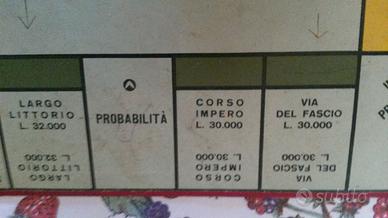 LARGO
LITTORIO
L. 32.000
PROBABILITÀ
CORSO
IMPERO
L. 30.000
VIA
DEL FASCIO
L. 30.000
LARGO
LITTORIO
L. 32.000
CORSO
IMPERO
L. 30.000
VIA
DEL FASCIO
L. 30.000
subito